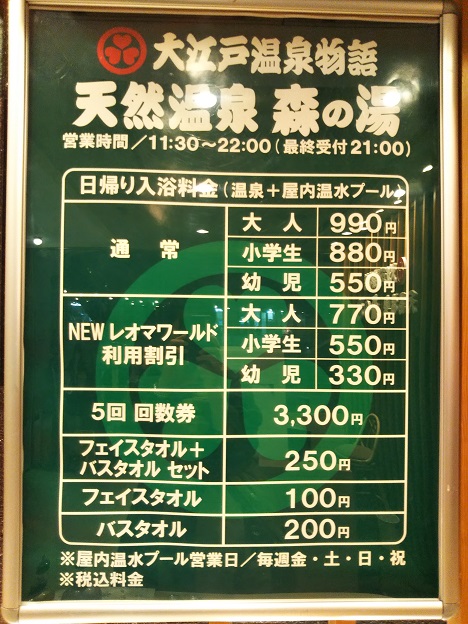 大江戸温泉物語
天然温泉 森の湯
営業時間／11:30〜22:00(最終受付21:00)
日帰り入浴料金(温泉＋屋内温水プール
通常
大人 990円
小学生 880円
幼児 550円
NEWレオマワールド
利用割引
大人 770円
小学生 550円
幼児 330円
5回 回数券 3,300円
フェイスタオル＋
バスタオル セット 250円
フェイスタオル 100円
バスタオル 200円
※屋内温水プール営業日／毎週金・土・日・祝
※税込料金